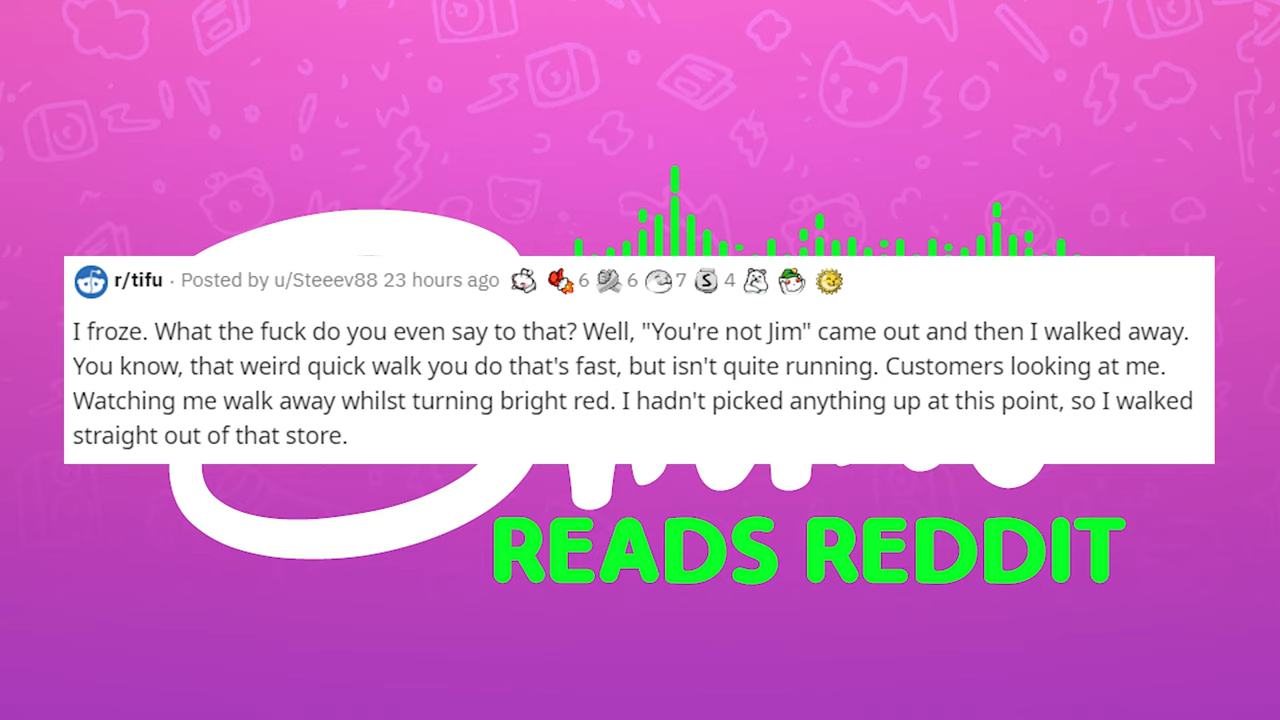 r/tifu · Posted by u/Steeev88 23 hours ago 6 6 7 S 4
I froze. What the fuck do you even say to that? Well, "You're not Jim" came out and then I walked away.
You know, that weird quick walk you do that's fast, but isn't quite running. Customers looking at me.
Watching me walk away whilst turning bright red. I hadn't picked anything up at this point, so I walked
straight out of that store.
READS REDDIT